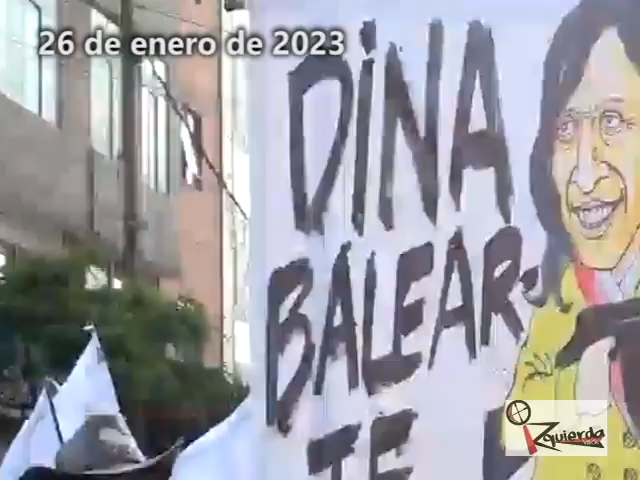 26 de enero de 2023
DINA
BALEAR-
TE
Izquierda